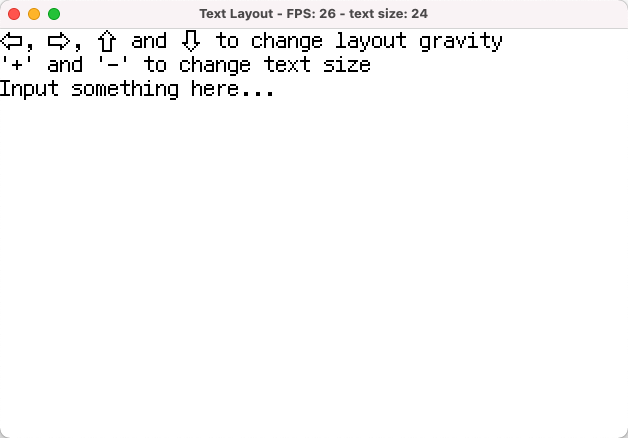 Text Layout - FPS: 26 - text size: 24
⇦, ⇨, ⇧ and ⇩ to change layout gravity
'+' and '-' to change text size
Input something here...